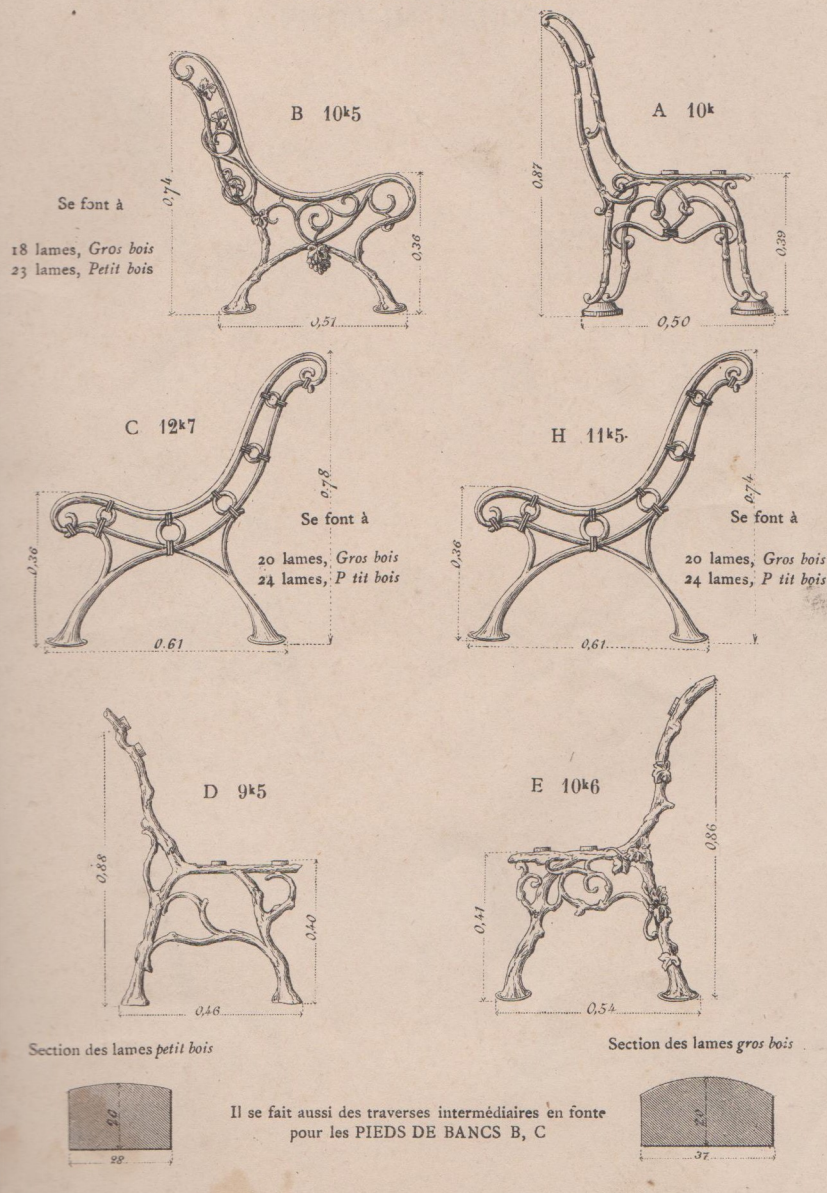 B 10k5
A 10k
0,74
0,87
Se font à
18 lames, Gros bois
23 lames, Petit bois
0,36
0,39
0,51
0,50
C 12k7
H 11k5
0,78
0,74
Se font à
20 lames, Gros bois
24 lames, P tit bois
Se font à
20 lames, Gros bois
24 lames, P tit bois
0,36
0,36
0.61
0,61
D 9k5
E 10k6
0,88
0,86
0,40
0,41
0,46
0,54
Section des lames petit bois
Section des lames gros bois
20
20
Il se fait aussi des traverses intermédiaires en fonte
pour les PIEDS DE BANCS B, C
28
37